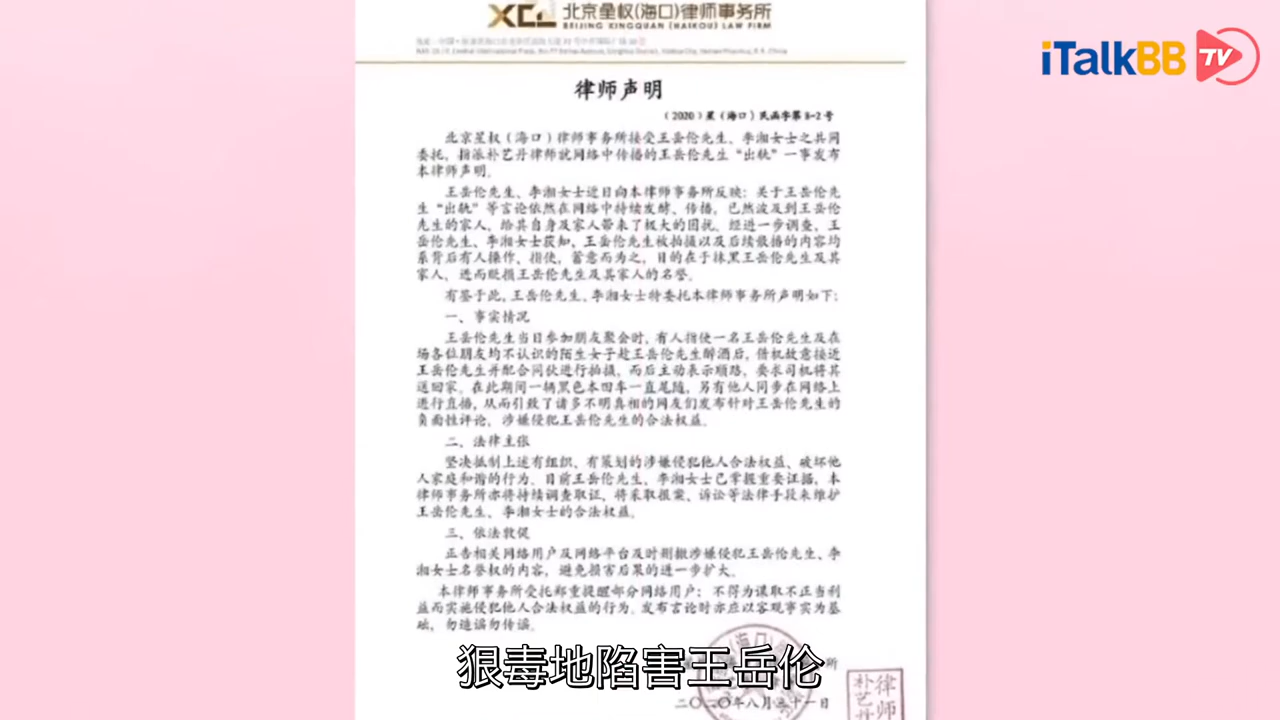 XCL 北京星权(海口)律师事务所
BEIJING XINGQUAN (HAIKOU) LAW FIRM
iTalkBB TV
律师声明
(2020)星(海口)民函字第8-2号
北京星权(海口)律师事务所接受王岳伦先生、李湘女士之共同
委托,指派朴艺丹律师就网络中传播的王岳伦先生“出轨”一事发布
本律师声明。
王岳伦先生、李湘女士近日向本律师事务所反映:关于王岳伦先
生“出轨”等言论依然在网络中持续发酵、传播,已然波及到王岳伦
先生的家人,给其自身及家人带来了极大的困扰。经进一步调查,王
岳伦先生、李湘女士获知,王岳伦先生被拍摄以及后续散播的内容均
系背后有人操作、指使,蓄意而为之,目的在于抹黑王岳伦先生及其
家人,进而贬损王岳伦先生及其家人的名誉。
有鉴于此,王岳伦先生、李湘女士特委托本律师事务所声明如下:
一、事实情况
王岳伦先生当日参加朋友聚会时,有人指使一名王岳伦先生及在
场各位朋友均不认识的陌生女子趁王岳伦先生醉酒后,借机故意接近
王岳伦先生并配合同伙进行拍摄,而后主动表示顺路,要求司机将其
送回家。在此期间一辆黑色本田车一直尾随,另有他人同步在网络上
进行直播,从而引致了诸多不明真相的网友们发布针对王岳伦先生的
负面性评论,涉嫌侵犯王岳伦先生的合法权益。
二、法律主张
坚决抵制上述有组织、有策划的涉嫌侵犯他人合法权益、破坏他
人家庭和谐的行为。目前王岳伦先生、李湘女士已掌握重要证据,本
律师事务所亦将持续调查取证,将采取报案、诉讼等法律手段来维护
王岳伦先生、李湘女士的合法权益。
三、依法敦促
正告相关网络用户及网络平台及时删撤涉嫌侵犯王岳伦先生、李
湘女士名誉权的内容,避免损害后果的进一步扩大。
本律师事务所受托郑重提醒部分网络用户:不得为谋取不正当利
益而实施侵犯他人合法权益的行为。发布言论时亦应以客观事实为基
础,勿造谣勿传谣。
狠毒地陷害王岳伦
二〇二〇年八月三十一日
律师
朴艺丹